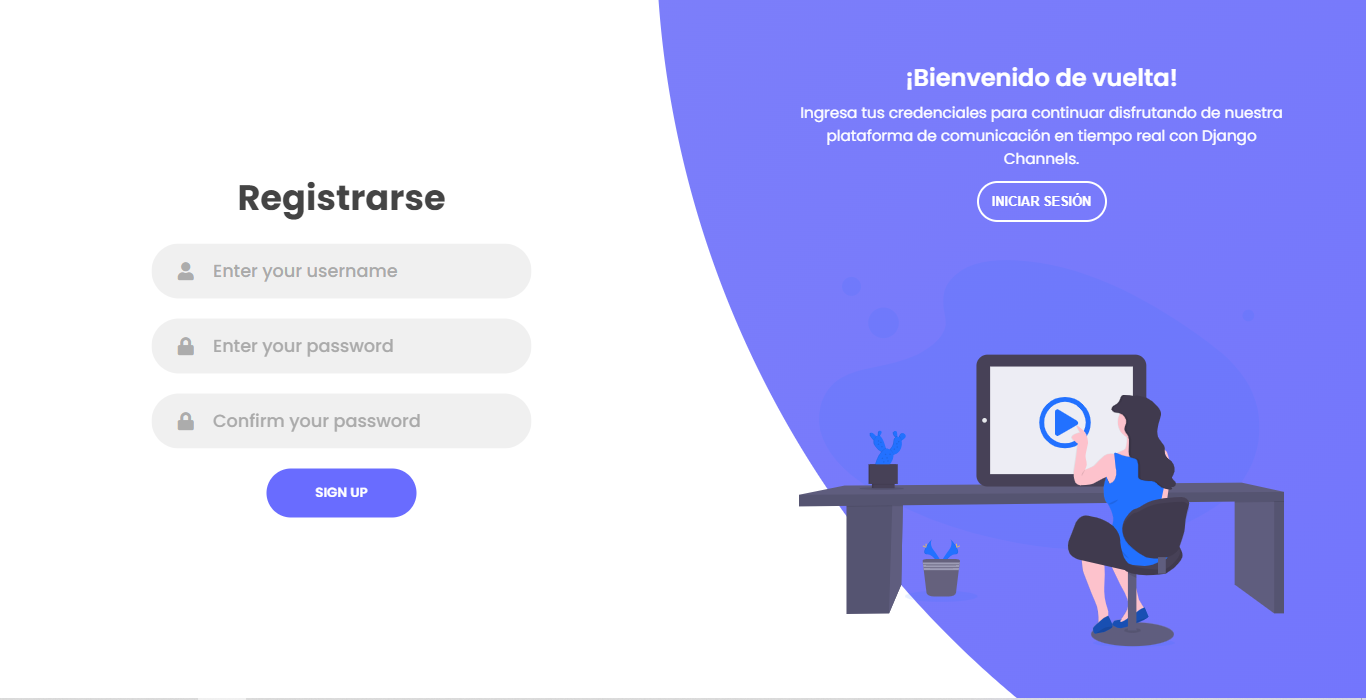 Registrarse
Enter your username
Enter your password
Confirm your password
SIGN UP
¡Bienvenido de vuelta!
Ingresa tus credenciales para continuar disfrutando de nuestra
plataforma de comunicación en tiempo real con Django
Channels.
INICIAR SESIÓN